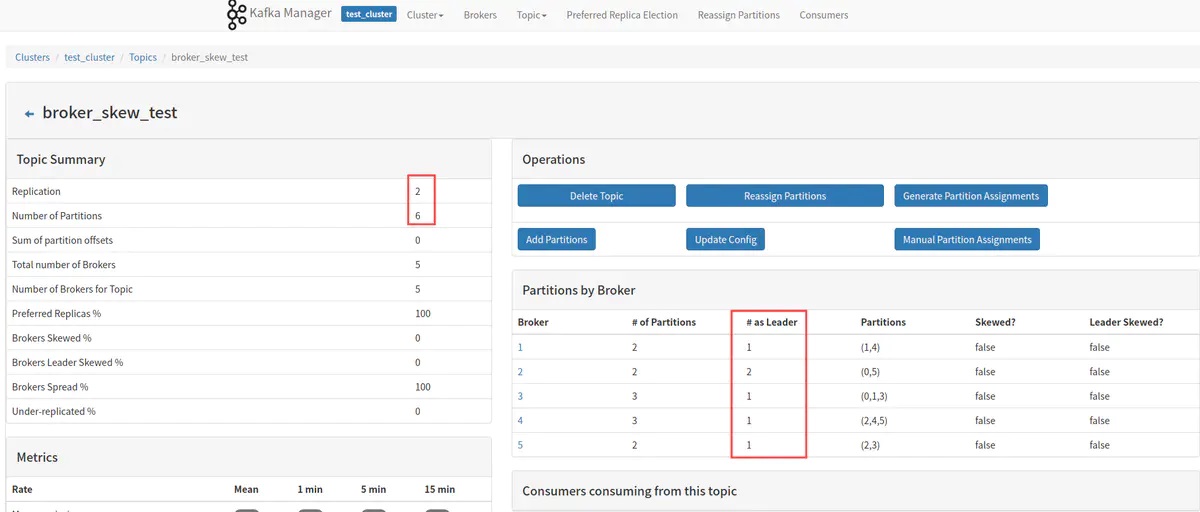 Kafka Manager test_cluster Cluster Brokers Topic Preferred Replica Election Reassign Partitions Consumers
Clusters / test_cluster / Topics / broker_skew_test
broker_skew_test
Topic Summary
Replication 2
Number of Partitions 6
Sum of partition offsets 0
Total number of Brokers 5
Number of Brokers for Topic 5
Preferred Replicas % 100
Brokers Skewed % 0
Brokers Leader Skewed % 0
Brokers Spread % 100
Under-replicated % 0
Metrics
Rate Mean 1 min 5 min 15 min
Operations
Delete Topic Reassign Partitions Generate Partition Assignments
Add Partitions Update Config Manual Partition Assignments
Partitions by Broker
Broker # of Partitions # as Leader Partitions Skewed? Leader Skewed?
1 2 1 (1,4) false false
2 2 2 (0,5) false false
3 3 1 (0,1,3) false false
4 3 1 (2,4,5) false false
5 2 1 (2,3) false false
Consumers consuming from this topic